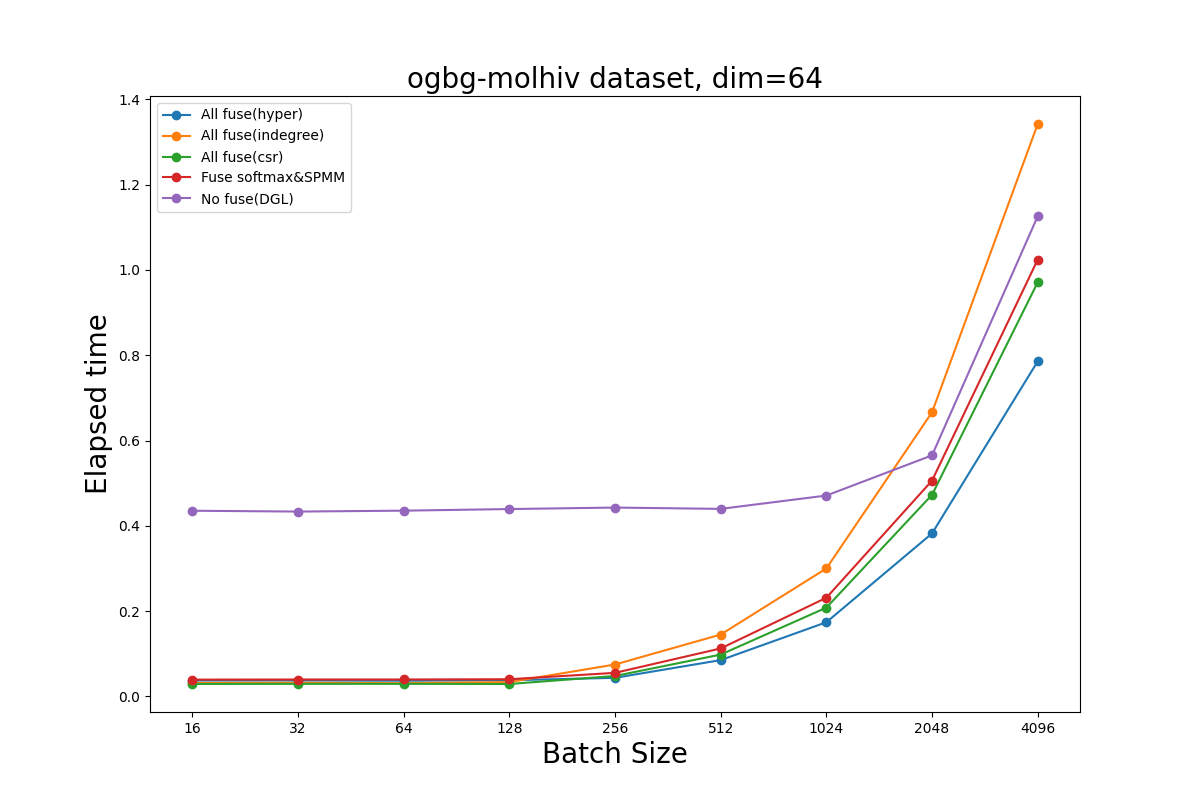 ogbg-molhiv dataset, dim=64
All fuse(hyper)
All fuse(indegree)
All fuse(csr)
Fuse softmax&SPMM
No fuse(DGL)
Elapsed time
1.4
1.2
1.0
0.8
0.6
0.4
0.2
0.0
16 32 64 128 256 512 1024 2048 4096
Batch Size